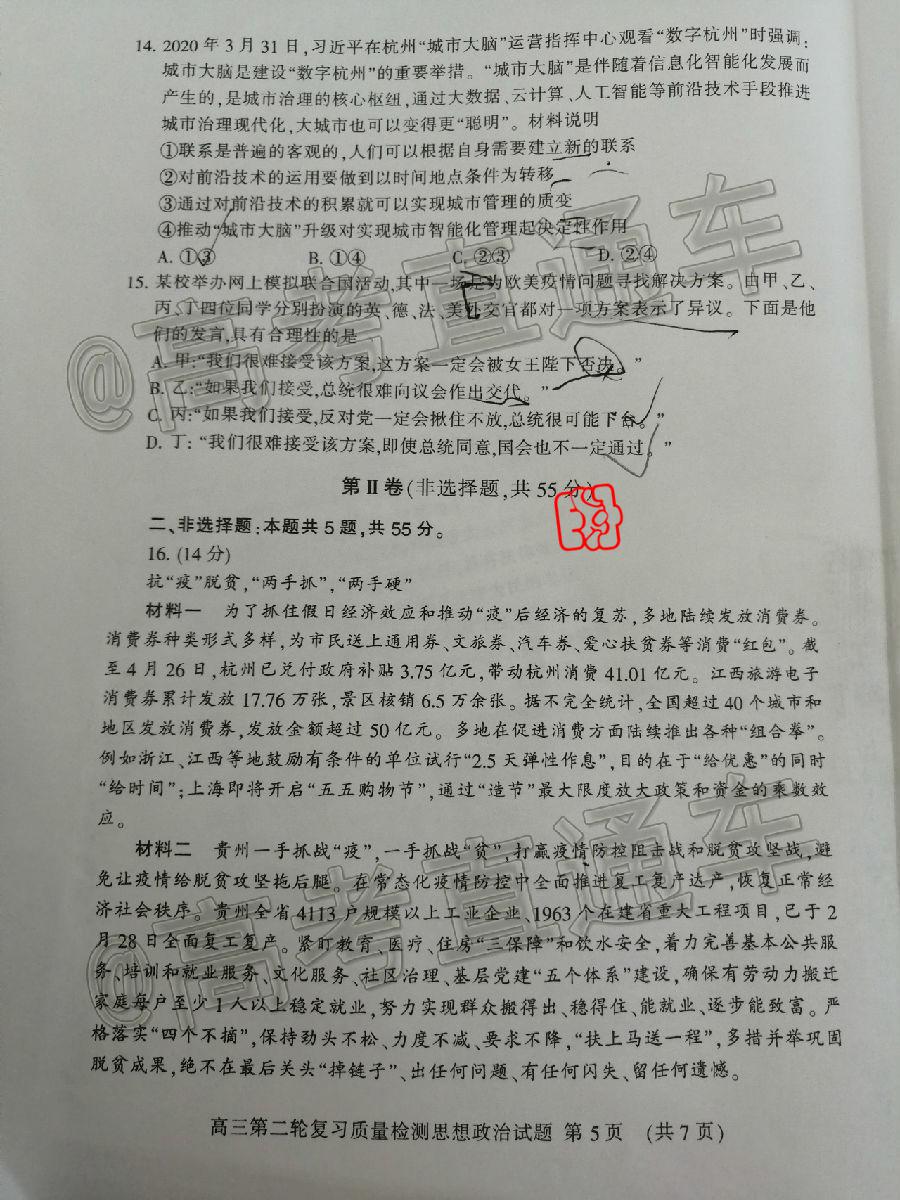 14. 2020年3月31日,习近平在杭州“城市大脑”运营指挥中心观看“数字杭州”时强调:
城市大脑是建设“数字杭州”的重要举措。“城市大脑”是伴随着信息化智能化发展而
产生的,是城市治理的核心枢纽,通过大数据、云计算、人工智能等前沿技术手段推进
城市治理现代化,大城市也可以变得更“聪明”。材料说明
①联系是普遍的客观的,人们可以根据自身需要建立新的联系
②对前沿技术的运用要做到以时间地点条件为转移
③通过对前沿技术的积累就可以实现城市管理的质变
④推动“城市大脑”升级对实现城市智能化管理起决定性作用
A. ①③ B. ①④ C. ②③ D. ②④
15. 某校举办网上模拟联合国活动,其中一场是为欧美疫情问题寻找解决方案。由甲、乙、
丙、丁四位同学分别扮演的英、德、法、美外交官都对一项方案表示了异议。下面是他
们的发言,具有合理性的是
A. 甲:“我们很难接受该方案,这方案一定会被女王陛下否决。”
B. 乙:“如果我们接受,总统很难向议会作出交代。”
C. 丙:“如果我们接受,反对党一定会揪住不放,总统很可能下台。”
D. 丁:“我们很难接受该方案,即使总统同意,国会也不一定通过。”
第Ⅱ卷(非选择题,共55分)
二、非选择题:本题共5题,共55分。
16. (14分)
抗“疫”脱贫,“两手抓”,“两手硬”
材料一 为了抓住假日经济效应和推动“疫”后经济的复苏,多地陆续发放消费券。
消费券种类形式多样,为市民送上通用券、文旅券、汽车券、爱心扶贫券等消费“红包”。截
至4月26日,杭州已兑付政府补贴3.75亿元,带动杭州消费41.01亿元。江西旅游电子
消费券累计发放17.76万张,景区核销6.5万余张。据不完全统计,全国超过40个城市和
地区发放消费券,发放金额超过50亿元。多地在促进消费方面陆续推出各种“组合拳”。
例如浙江、江西等地鼓励有条件的单位试行“2.5天弹性作息”,目的在于“给优惠”的同时
“给时间”;上海即将开启“五五购物节”,通过“造节”最大限度放大政策和资金的乘数效
应。
材料二 贵州一手抓战“疫”,一手抓战“贫”,打赢疫情防控阻击战和脱贫攻坚战,避
免让疫情给脱贫攻坚拖后腿。在常态化疫情防控中全面推进复工复产达产,恢复正常经
济社会秩序。贵州全省4113户规模以上工业企业、1963个在建省重大工程项目,已于2
月28日全面复工复产。紧盯教育、医疗、住房“三保障”和饮水安全,着力完善基本公共服
务、培训和就业服务、文化服务、社区治理、基层党建“五个体系”建设,确保有劳动力搬迁
家庭每户至少1人以上稳定就业,努力实现群众搬得出、稳得住、能就业、逐步能致富。严
格落实“四个不摘”,保持劲头不松、力度不减、要求不降,“扶上马送一程”,多措并举巩固
脱贫成果,绝不在最后关头“掉链子”、出任何问题、有任何闪失、留任何遗憾。
高三第二轮复习质量检测思想政治试题 第5页 (共7页)
@高考直通车
@高考直通车